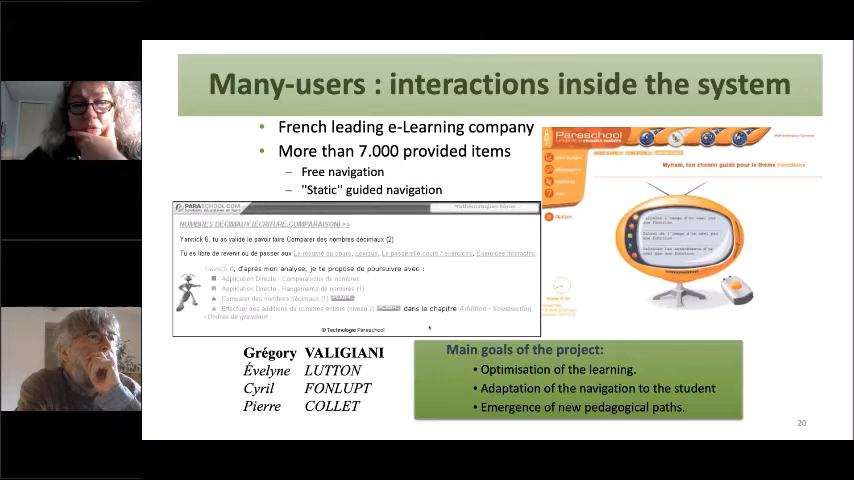 Many-users : interactions inside the system
• French leading e-Learning company
• More than 7.000 provided items
– Free navigation
– "Static" guided navigation
Paraschool
Myriam, ton chemin guidé pour le thème Fonctions
Quitter
PARASCHOOL.COM
NOMBRES DÉCIMAUX (ÉCRITURE,COMPARAISON) >>
Yannick 6, tu as validé le savoir faire Comparer des nombres décimaux (2)
Tu es libre de revenir ou de passer aux Le résumé du cours, Le lexique, La passerelle cours / exercices, Exercices interactifs.
Yannick 6, d'après mon analyse, je te propose de poursuivre avec :
Application Directe - Comparaisons de nombres
Application Directe - Rangements de nombres (1)
Comparer des nombres décimaux (1)
Effectuer des additions de nombres entiers (niveau 2) dans le chapitre Addition - Soustraction
- Ordres de grandeur
© Technologie Paraschool
Grégory VALIGIANI
Évelyne LUTTON
Cyril FONLUPT
Pierre COLLET
Main goals of the project:
• Optimisation of the learning.
• Adaptation of the navigation to the student
• Emergence of new pedagogical paths.
20